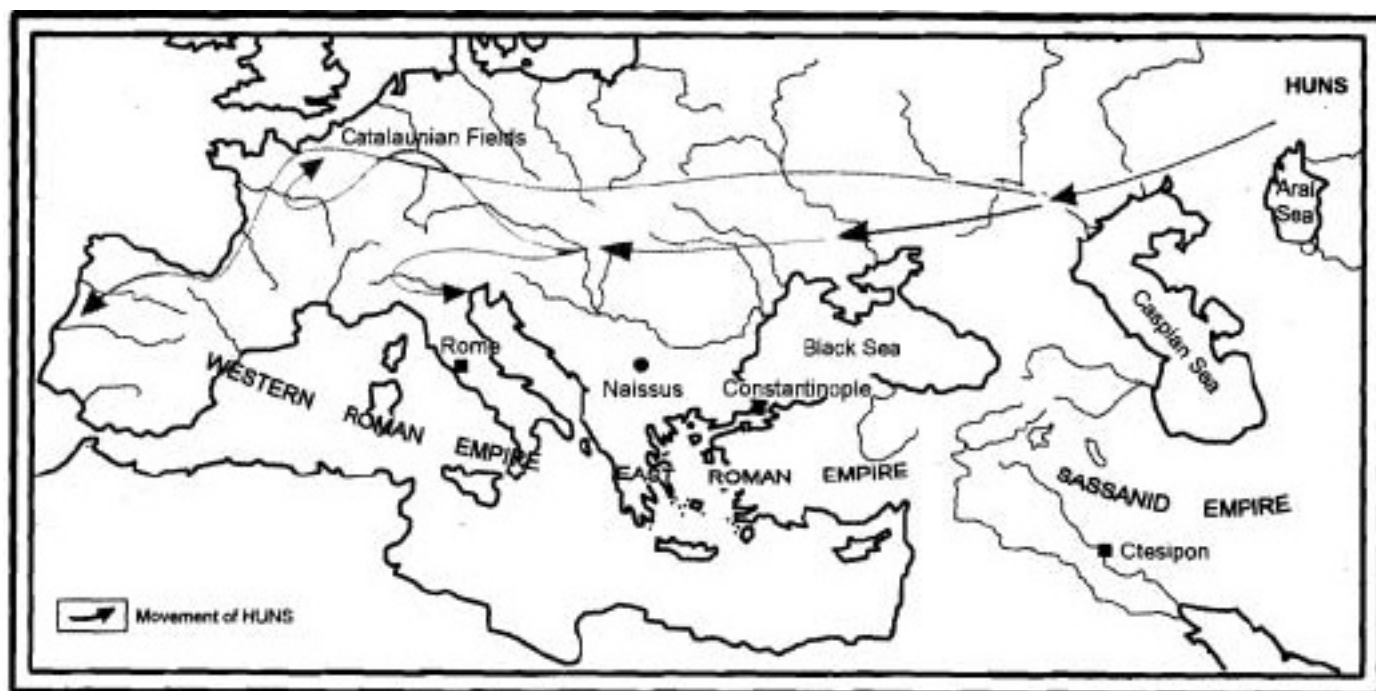 HUNS
Catalaunian Fields
Aral
Sea
Caspian Sea
Black Sea
Rome
Naissus
Constantinople
WESTERN ROMAN EMPIRE
EAST ROMAN EMPIRE
SASSANID EMPIRE
Ctesipon
Movement of HUNS